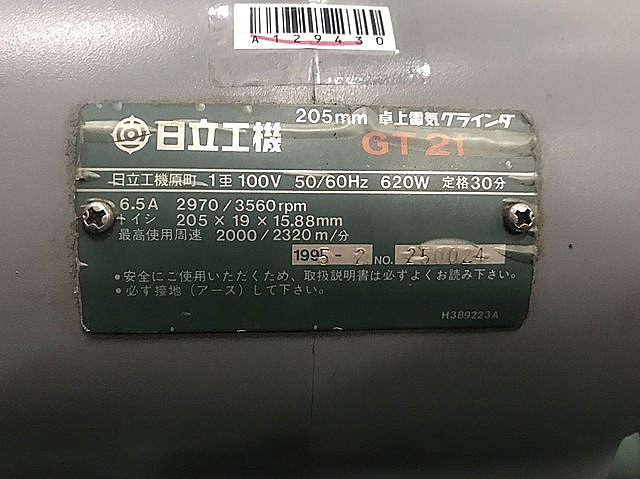 A129430
205mm 卓上電気グラインダ
日立工機 GT 21
日立工機原町 1亜 100V 50/60Hz 620W 定格30分
6.5A 2970/3560rpm
トイシ 205×19×15.88mm
最高使用周速 2000/2320m/分
1995-2 NO. 250024
●安全にご使用いただくため、取扱説明書は必ずよくお読み下さい。
●必ず接地(アース)して下さい。
H389223A